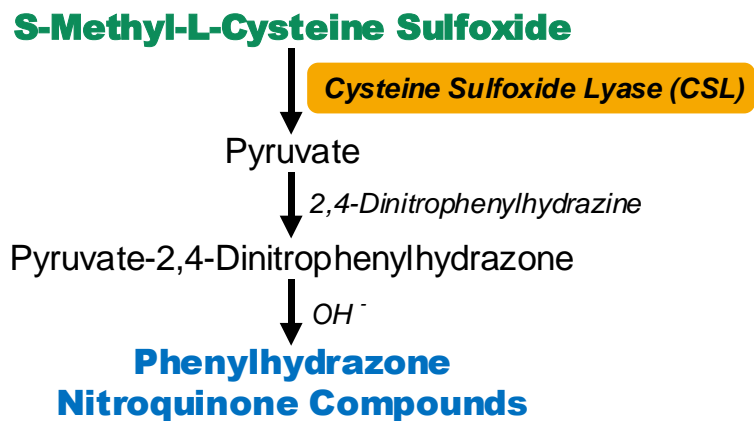 S-Methyl-L-Cysteine Sulfoxide
Cysteine Sulfoxide Lyase (CSL)
Pyruvate
2,4-Dinitrophenylhydrazine
Pyruvate-2,4-Dinitrophenylhydrazone
OH -
Phenylhydrazone
Nitroquinone Compounds